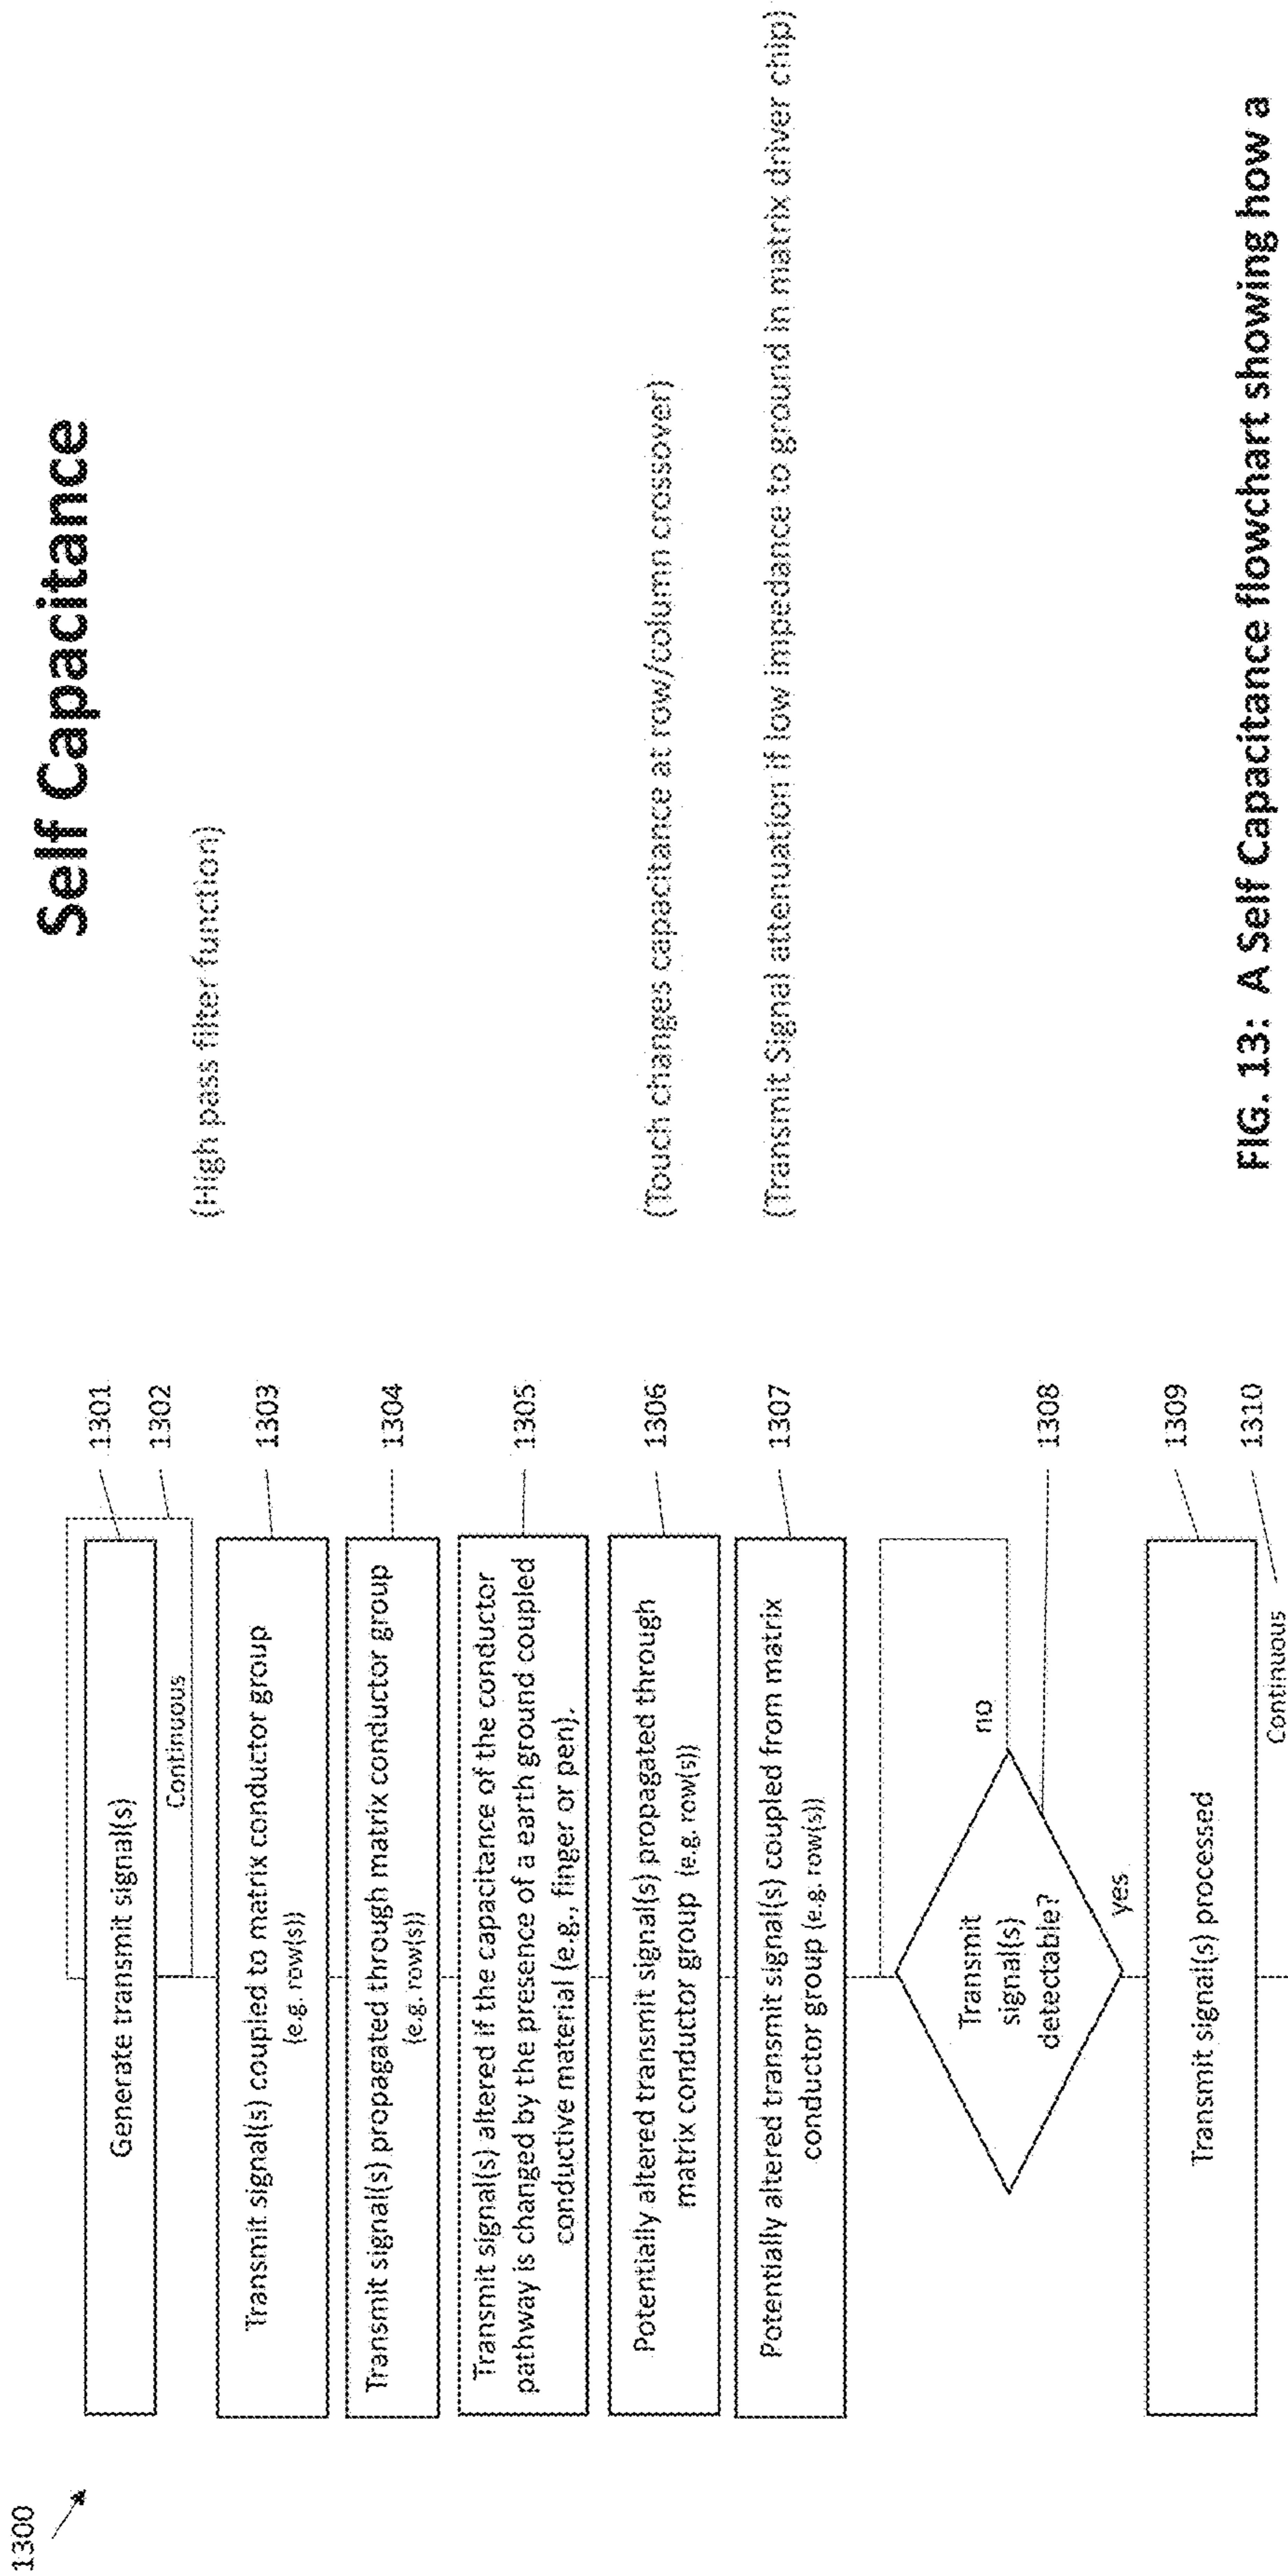 1300
Self Capacitance
Generate transmit signal(s)
1301
Continuous
1302
(High pass filter function)
Transmit signal(s) coupled to matrix conductor group
(e.g. row(s))
1303
Transmit signal(s) propagated through matrix conductor group
(e.g. row(s))
1304
Transmit signal(s) altered if the capacitance of the conductor
pathway is changed by the presence of a earth ground coupled
conductive material (e.g., finger or pen).
1305
Potentially altered transmit signal(s) propagated through
matrix conductor group (e.g. row(s))
1306
(Touch changes capacitance at row/column crossover)
Potentially altered transmit signal(s) coupled from matrix
conductor group (e.g. row(s))
1307
(Transmit Signal attenuation if low impedance to ground in matrix driver chip)
Transmit
signal(s)
detectable?
no
1308
yes
Transmit signal(s) processed
1309
Continuous
1310
FIG. 13: A Self Capacitance flowchart showing how a